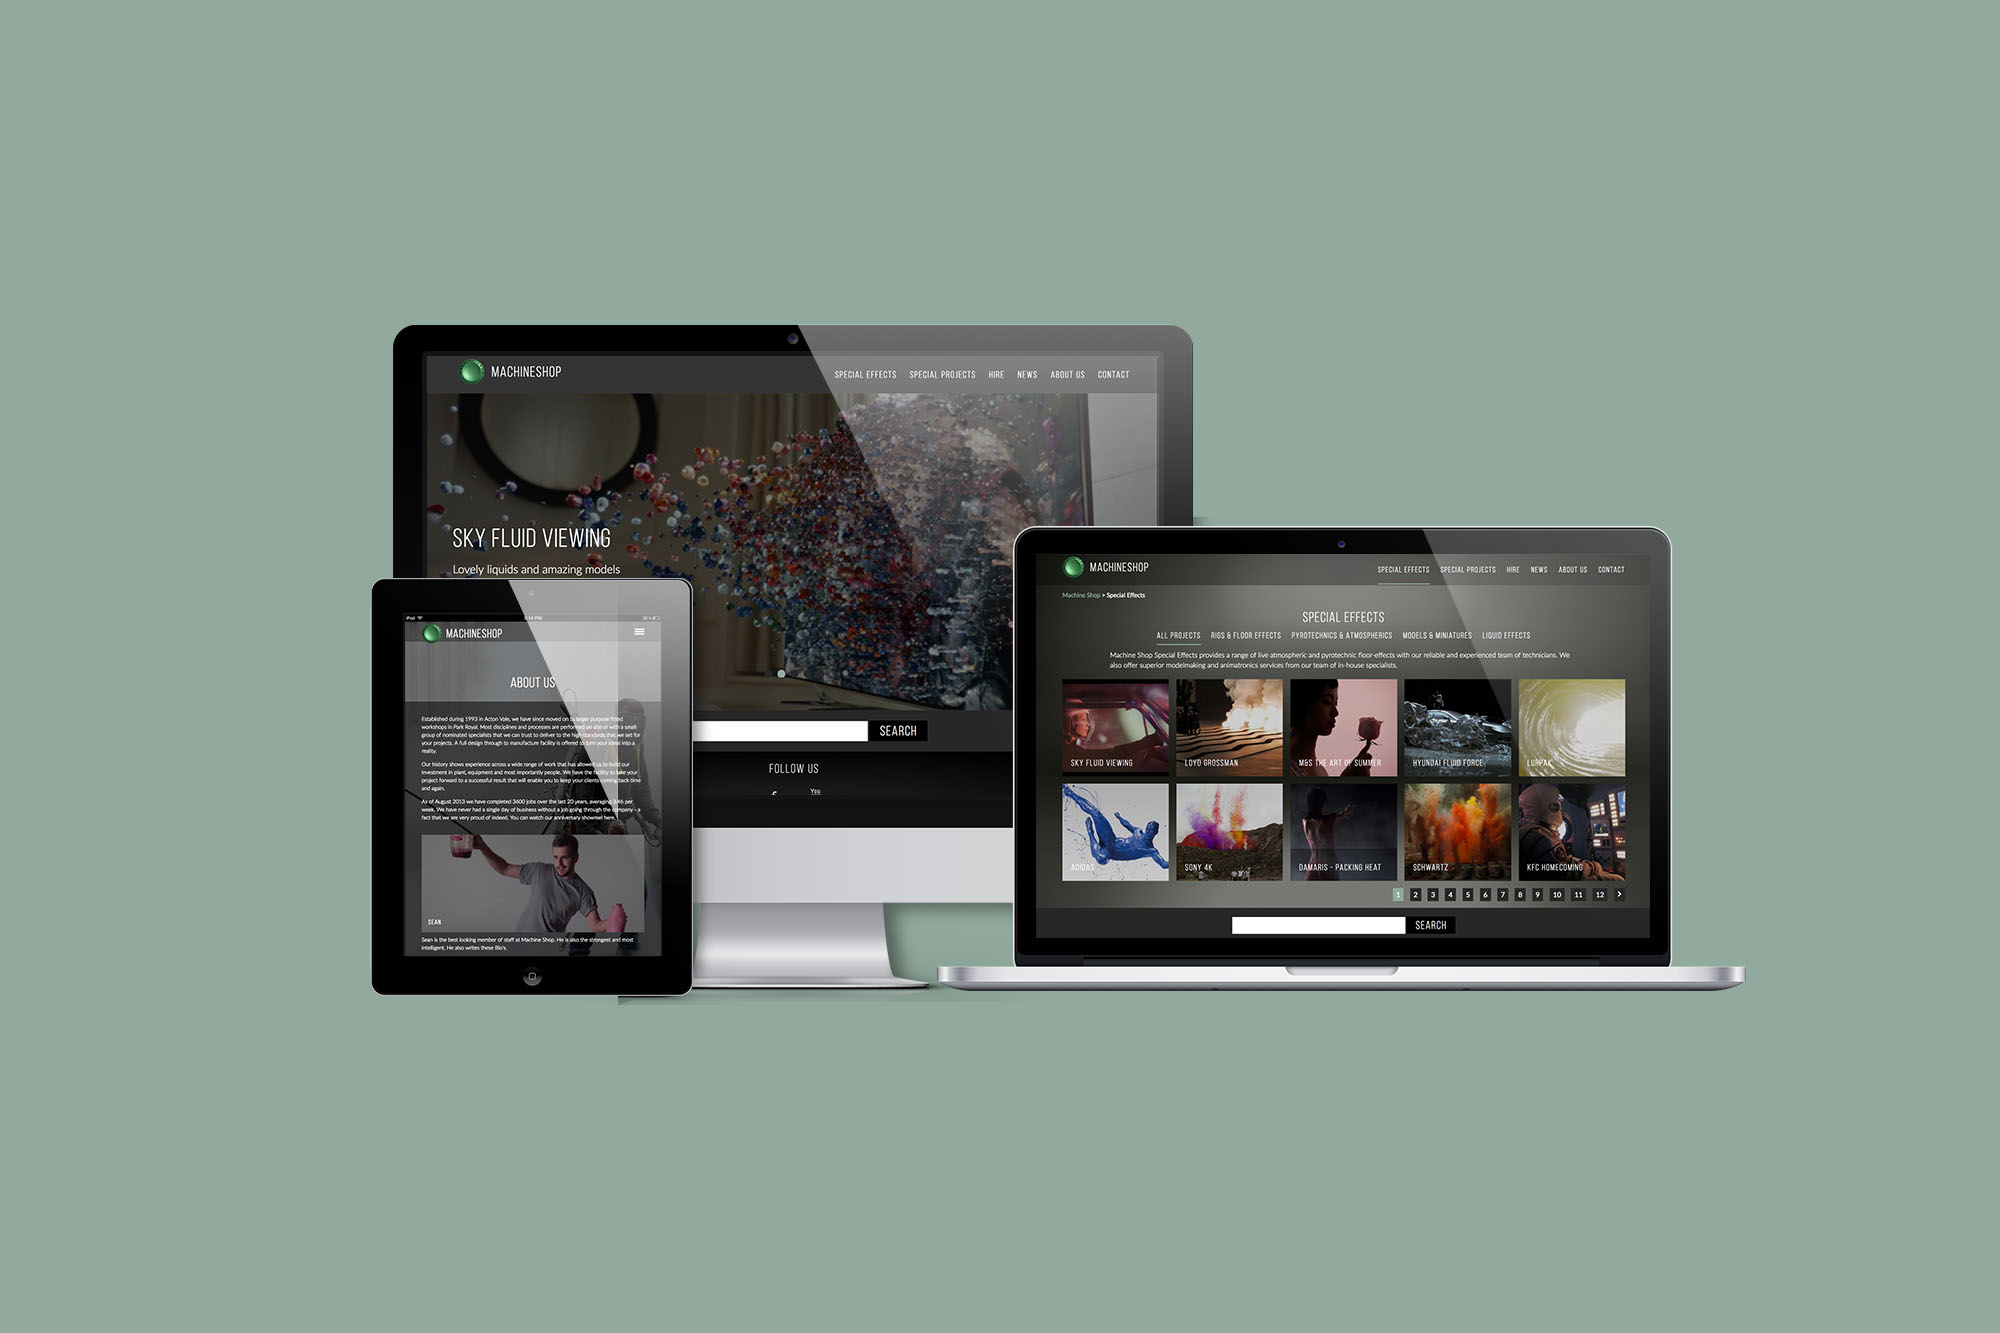 MACHINESHOP
SPECIAL EFFECTS SPECIAL PROJECTS HIRE NEWS ABOUT US CONTACT
SKY FLUID VIEWING
Lovely liquids and amazing models
SEARCH
FOLLOW US
You
iPad
MACHINESHOP
ABOUT US
Established during 1993 in Acton Vale, we have since moved on to larger purpose fitted
workshops in Park Royal. Most disciplines and processes are performed on site or with a small
group of nominated specialists that we can trust to deliver to the high standards that we set for
your projects. A full design through to manufacture facility is offered to turn your ideas into a
reality.
Our history shows experience across a wide range of work that has allowed us to build our
investment in plant, equipment and most importantly people. We have the facility to take your
project forward to a successful result that will enable you to keep your clients coming back time
and again.
As of August 2013 we have completed 3600 jobs over the last 20 years, averaging 3.46 per
week. We have never had a single day of business without a job going through the company - a
fact that we are very proud of indeed. You can watch our anniversary showreel here.
SEAN
Sean is the best looking member of staff at Machine Shop. He is also the strongest and most
intelligent. He also writes these Bio's.
MACHINESHOP
SPECIAL EFFECTS SPECIAL PROJECTS HIRE NEWS ABOUT US CONTACT
Machine Shop > Special Effects
SPECIAL EFFECTS
ALL PROJECTS RIGS & FLOOR EFFECTS PYROTECHNICS & ATMOSPHERICS MODELS & MINIATURES LIQUID EFFECTS
Machine Shop Special Effects provides a range of live atmospheric and pyrotechnic floor-effects with our reliable and experienced team of technicians. We
also offer superior modelmaking and animatronics services from our team of in-house specialists.
SKY FLUID VIEWING
LOYD GROSSMAN
M&S THE ART OF SUMMER
HYUNDAI FLUID FORCE
LURPAK
ADIDAS
SONY 4K
DAMARIS - PACKING HEAT
SCHWARTZ
KFC HOMECOMING
1 2 3 4 5 6 7 8 9 10 11 12 >
SEARCH